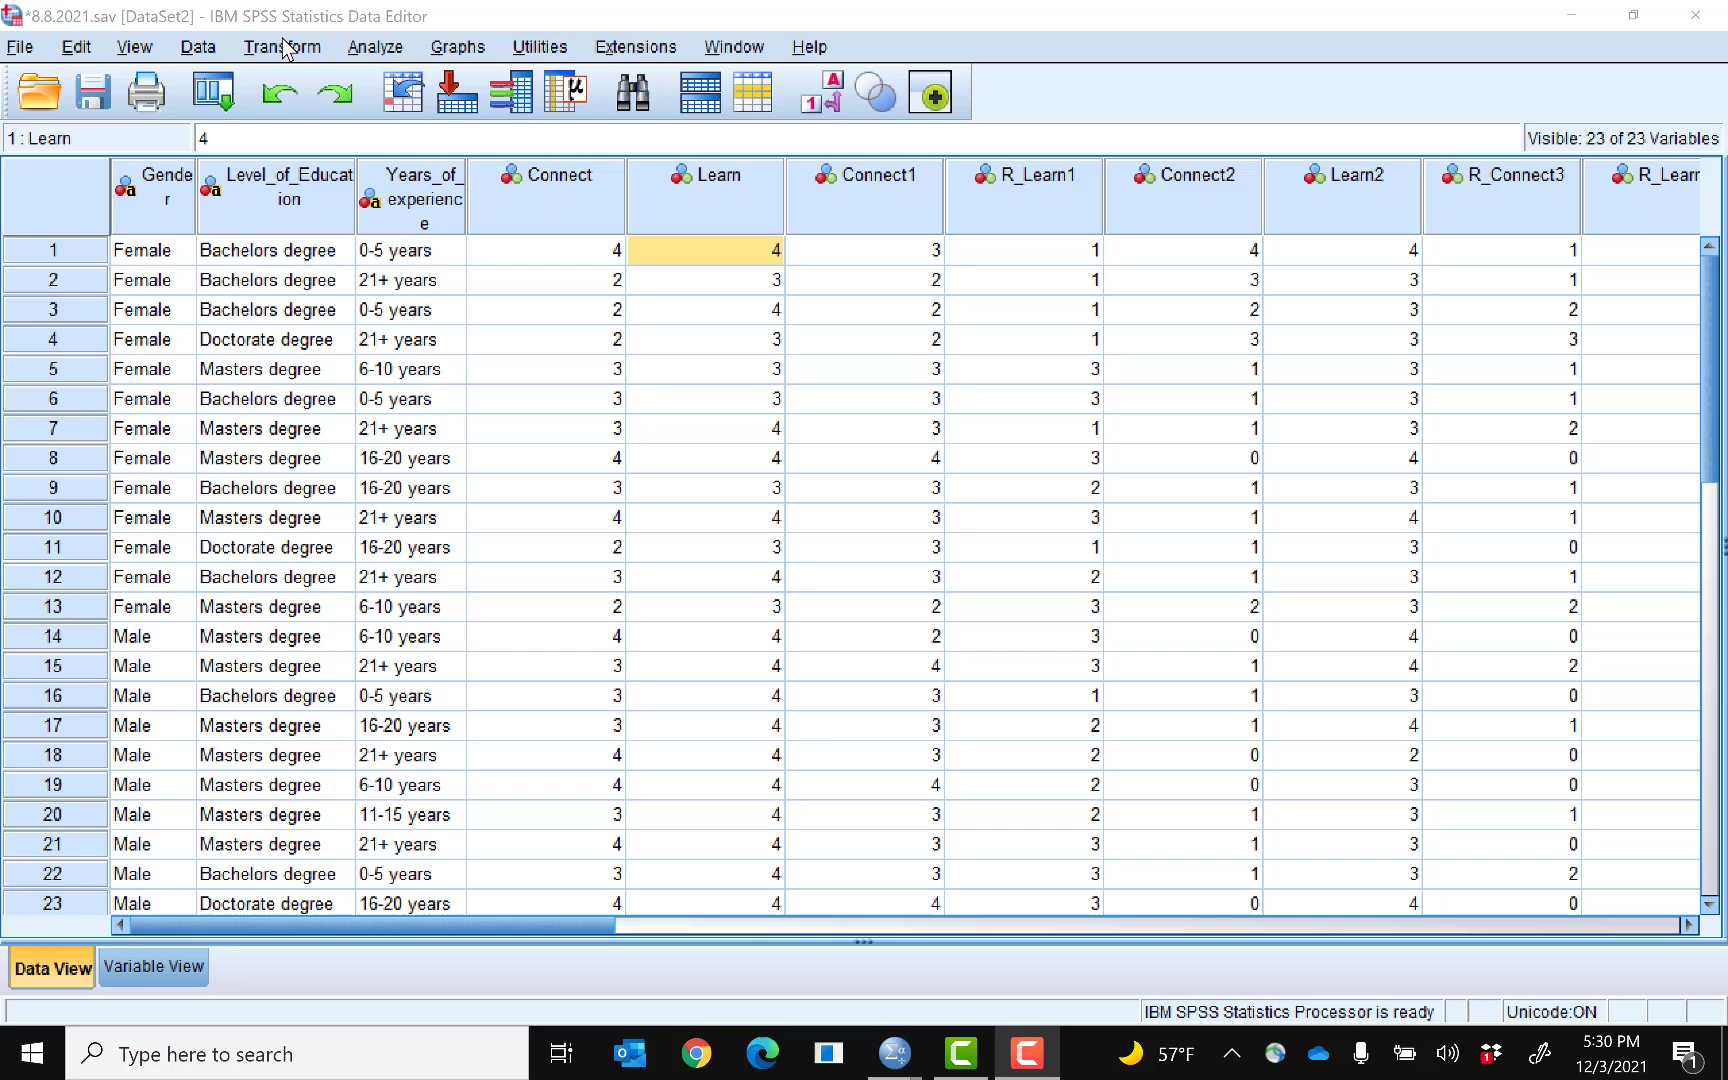 *8.8.2021.sav [DataSet2] - IBM SPSS Statistics Data Editor
File Edit View Data Transform Analyze Graphs Utilities Extensions Window Help
1 : Learn 4 Visible: 23 of 23 Variables
Gende
r Level_of_Educat
ion Years_of_
experienc
e Connect Learn Connect1 R_Learn1 Connect2 Learn2 R_Connect3 R_Learr
1 Female Bachelors degree 0-5 years 4 4 3 1 4 4 1
2 Female Bachelors degree 21+ years 2 3 2 1 3 3 1
3 Female Bachelors degree 0-5 years 2 4 2 1 2 3 2
4 Female Doctorate degree 21+ years 2 3 2 1 3 3 3
5 Female Masters degree 6-10 years 3 3 3 3 1 3 1
6 Female Bachelors degree 0-5 years 3 3 3 3 1 3 1
7 Female Masters degree 21+ years 3 4 3 1 1 3 2
8 Female Masters degree 16-20 years 4 4 4 3 0 4 0
9 Female Bachelors degree 16-20 years 3 3 3 2 1 3 1
10 Female Masters degree 21+ years 4 4 3 3 1 4 1
11 Female Doctorate degree 16-20 years 2 3 3 1 1 3 0
12 Female Bachelors degree 21+ years 3 4 3 2 1 3 1
13 Female Masters degree 6-10 years 2 3 2 3 2 3 2
14 Male Masters degree 6-10 years 4 4 2 3 0 4 0
15 Male Masters degree 21+ years 3 4 4 3 1 4 2
16 Male Bachelors degree 0-5 years 3 4 3 1 1 3 0
17 Male Masters degree 16-20 years 3 4 3 2 1 4 1
18 Male Masters degree 21+ years 4 4 3 2 0 2 0
19 Male Masters degree 6-10 years 4 4 4 2 0 3 0
20 Male Masters degree 11-15 years 3 4 3 2 1 3 1
21 Male Masters degree 21+ years 4 4 3 3 1 3 0
22 Male Bachelors degree 0-5 years 3 4 3 3 1 3 2
23 Male Doctorate degree 16-20 years 4 4 4 3 0 4 0
Data View Variable View
IBM SPSS Statistics Processor is ready Unicode:ON
Type here to search 57°F 5:30 PM
12/3/2021 1